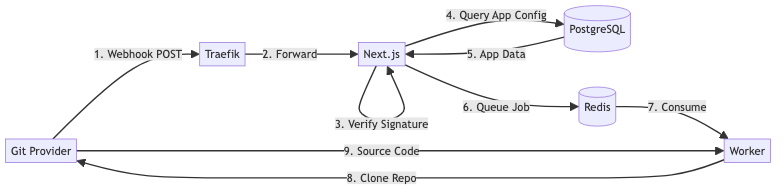 4. Query App Config
PostgreSQL
1. Webhook POST
Traefik
2. Forward
Next.js
5. App Data
6. Queue Job
Redis
7. Consume
3. Verify Signature
Git Provider
9. Source Code
Worker
8. Clone Repo